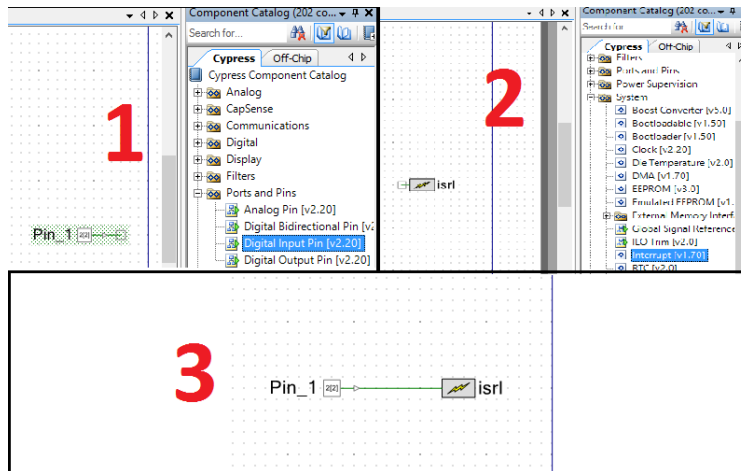 Component Catalog (202 co...
Search for...
Cypress
Off-Chip
Cypress Component Catalog
Analog
CapSense
Communications
Digital
Display
Filters
Ports and Pins
Analog Pin [v2.20]
Digital Bidirectional Pin [v2
Digital Input Pin [v2.20]
Digital Output Pin [v2.20]
1
Pin_1
2
isrl
Component Catalog (202 co...
Search for
Cypress
Off-Chip
Filters
Ports and Pins
Power Supervision
System
Boost Converter [v5.0]
Bootloadable [v1.50]
Bootloader [v1.50]
Clock [v2.20]
Die Temperature [v2.0]
DMA [v1.70]
EEPROM [v3.0]
Emulated EEPROM [v1.
External Memory Interf
Global Signal Reference
ILO Trim [v2.0]
Interrupt [v1.70]
RTC [v2.0]
3
Pin_1
2[2]
isrl